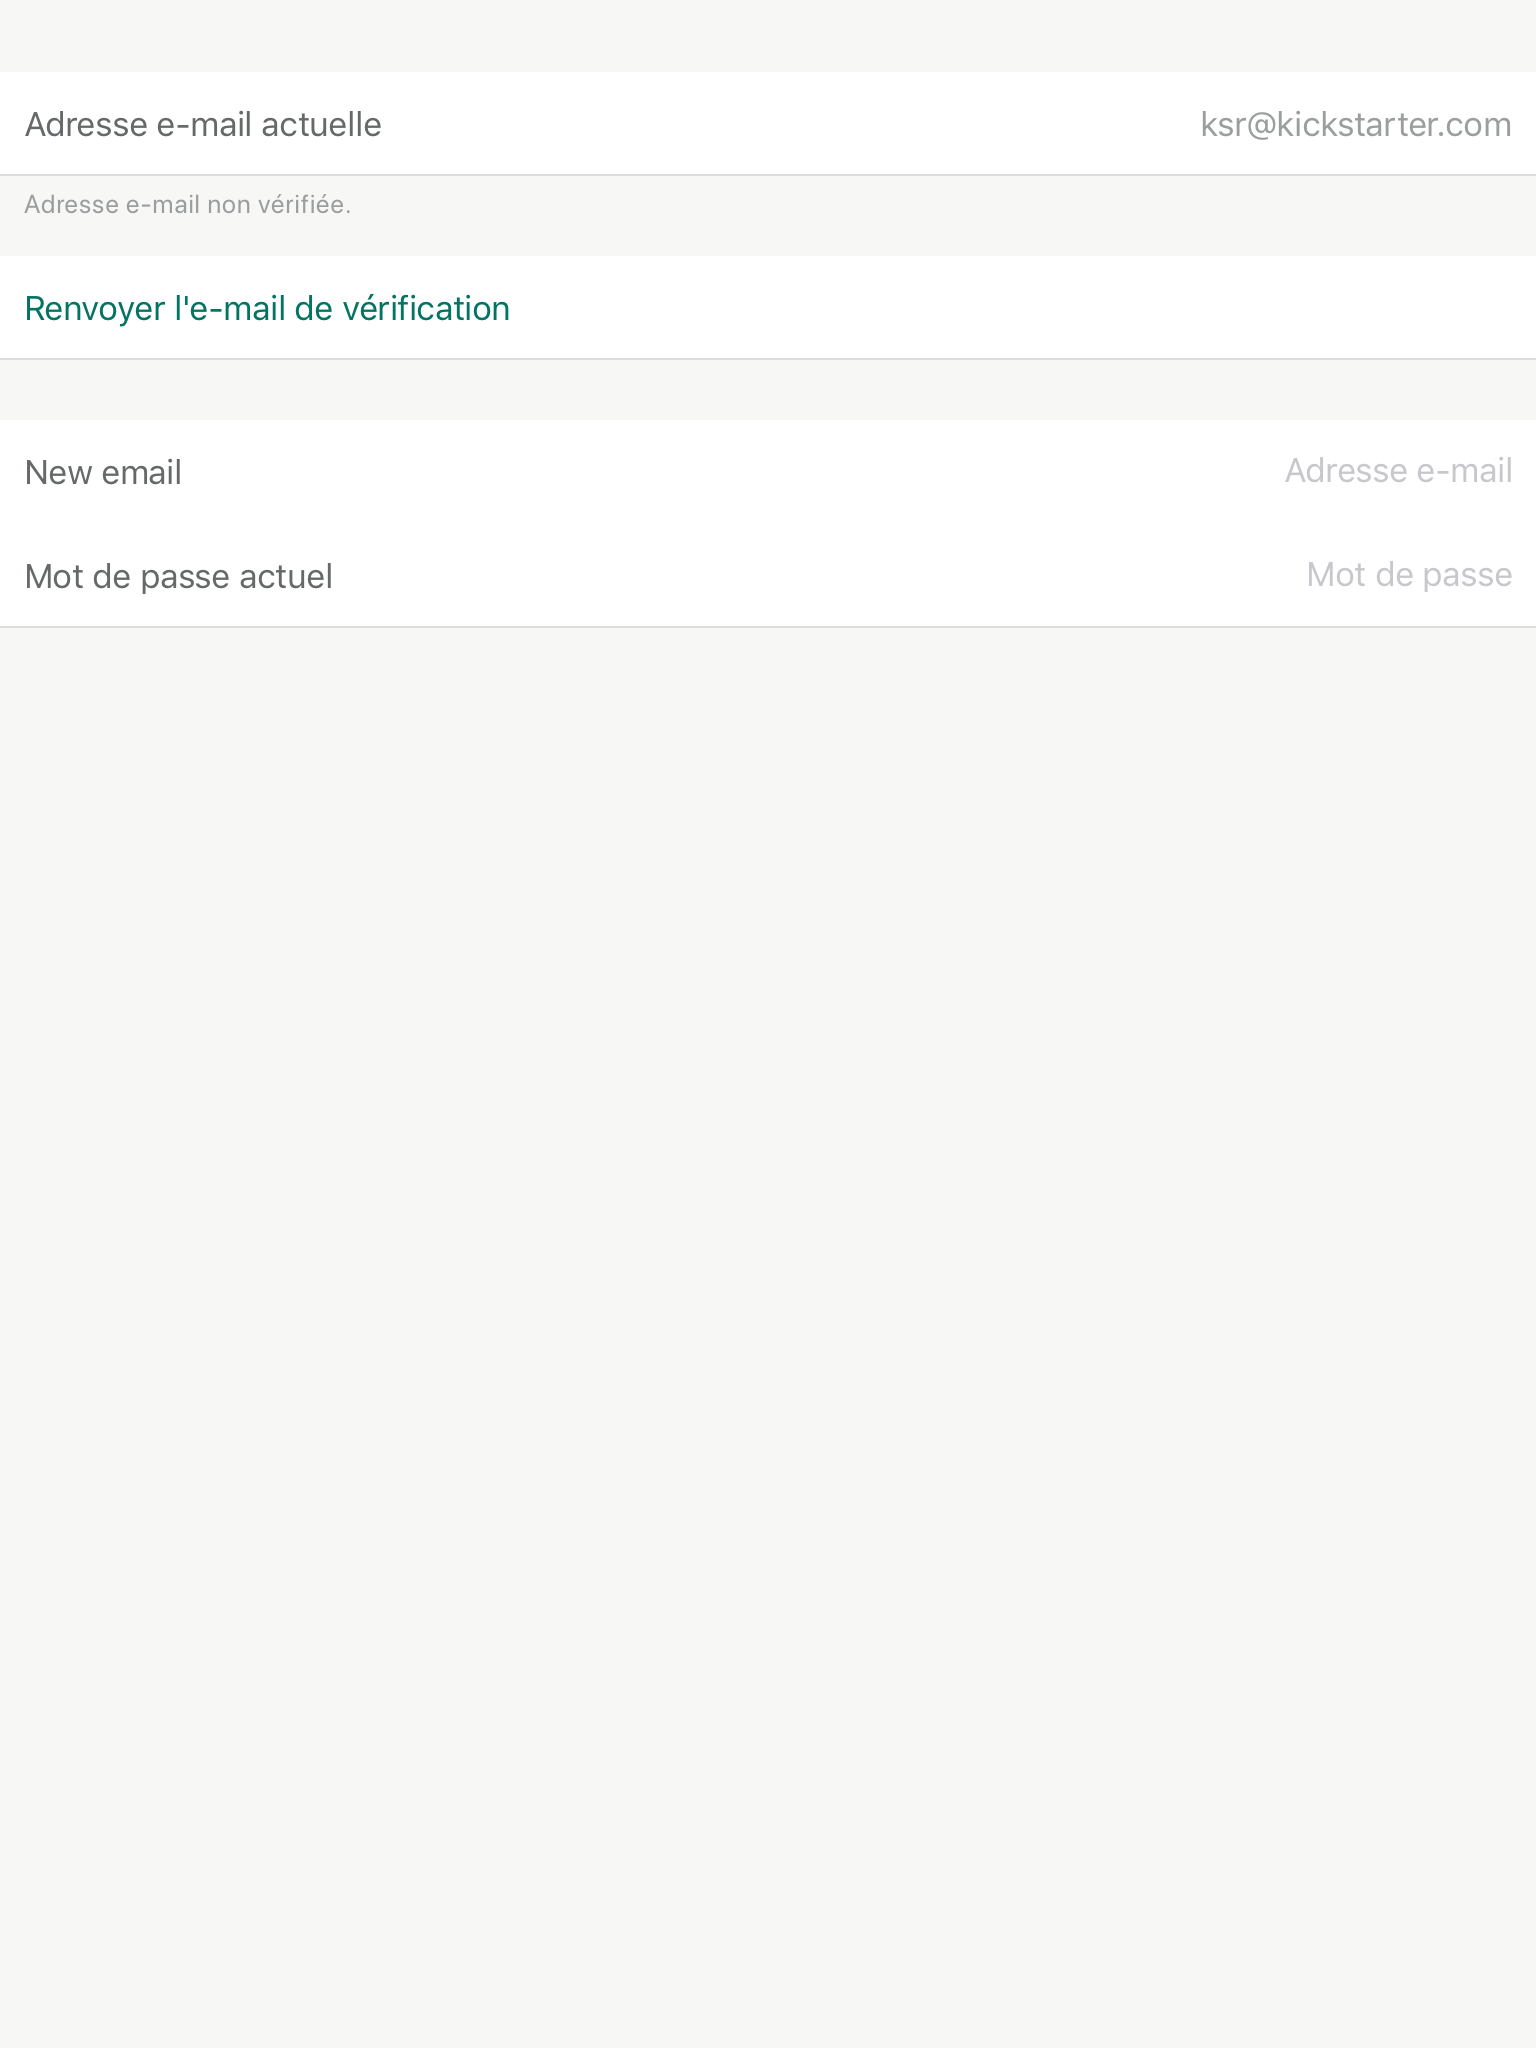 Adresse e-mail actuelle ksr@kickstarter.com
Adresse e-mail non vérifiée.
Renvoyer l'e-mail de vérification
New email Adresse e-mail
Mot de passe actuel Mot de passe